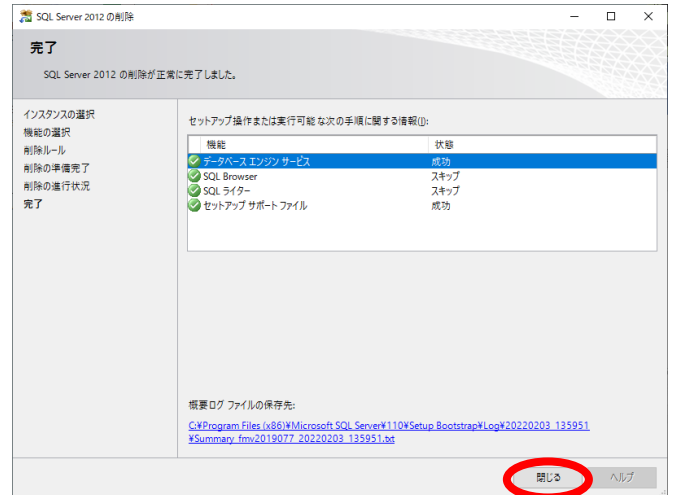 SQL Server 2012 の削除
完了
SQL Server 2012 の削除が正常に完了しました。
インスタンスの選択
機能の選択
削除ルール
削除の準備完了
削除の進行状況
完了
セットアップ操作または実行可能な次の手順に関する情報(I):
機能 状態
データベース エンジン サービス 成功
SQL Browser スキップ
SQL ライター スキップ
セットアップ サポート ファイル 成功
概要ログ ファイルの保存先:
C:¥Program Files (x86)¥Microsoft SQL Server¥110¥Setup Bootstrap¥Log¥20220203_135951
¥Summary_fmv2019077_20220203_135951.txt
閉じる ヘルプ